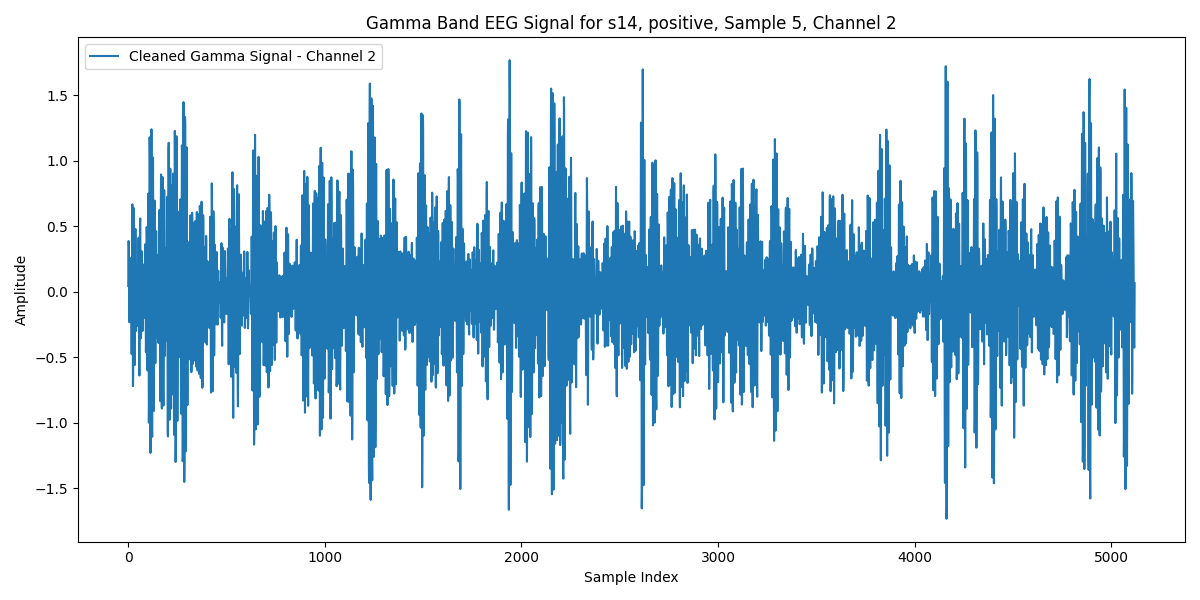 Gamma Band EEG Signal for s14, positive, Sample 5, Channel 2
Cleaned Gamma Signal - Channel 2
Amplitude
1.5
1.0
0.5
0.0
−0.5
−1.0
−1.5
0 1000 2000 3000 4000 5000
Sample Index